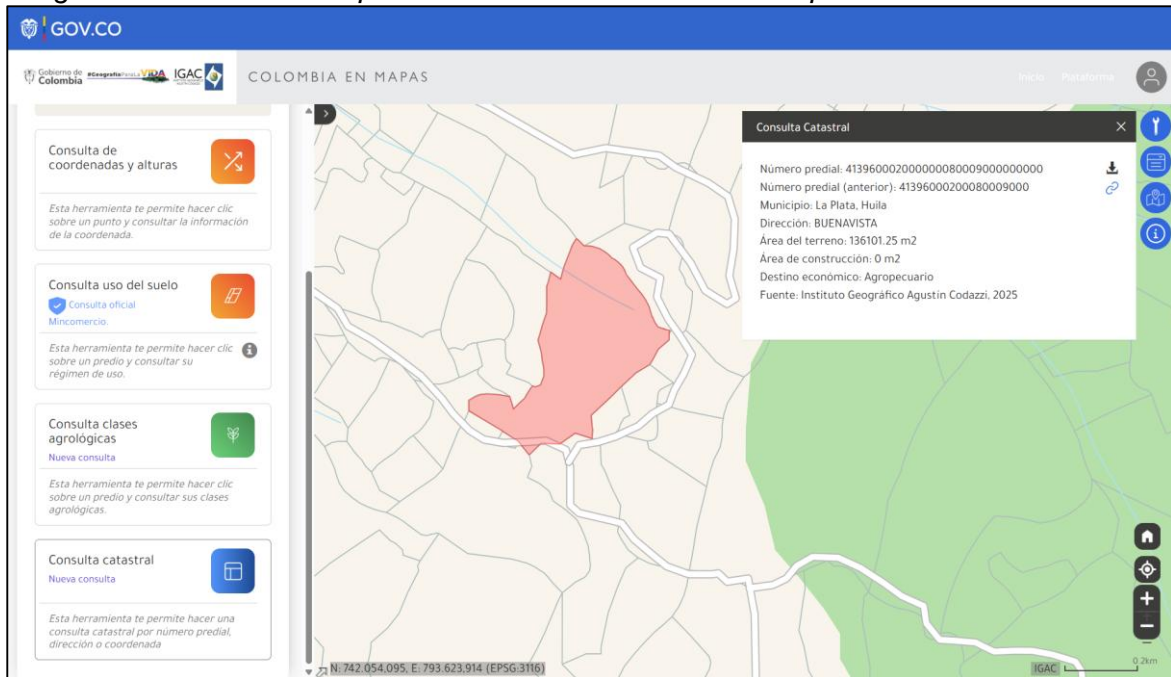 GOV.CO
Gobierno de
Colombia
#GeografíaParaLaVIDA
IGAC
COLOMBIA EN MAPAS
Inicio
Plataforma
Consulta de
coordenadas y alturas
Esta herramienta te permite hacer clic
sobre un punto y consultar la información
de la coordenada.
Consulta uso del suelo
Consulta oficial
Mincomercio.
Esta herramienta te permite hacer clic
sobre un predio y consultar su
régimen de uso.
Consulta clases
agrológicas
Nueva consulta
Esta herramienta te permite hacer clic
sobre un predio y consultar sus clases
agrológicas.
Consulta catastral
Nueva consulta
Esta herramienta te permite hacer una
consulta catastral por número predial,
dirección o coordenada
Consulta Catastral
Número predial: 413960002000000080009000000000
Número predial (anterior): 41396000200080009000
Municipio: La Plata, Huila
Dirección: BUENAVISTA
Área del terreno: 136101.25 m2
Área de construcción: 0 m2
Destino económico: Agropecuario
Fuente: Instituto Geográfico Agustin Codazzi, 2025
N: 742.054,095, E: 793.623,914 (EPSG:3116)
IGAC
0.2km